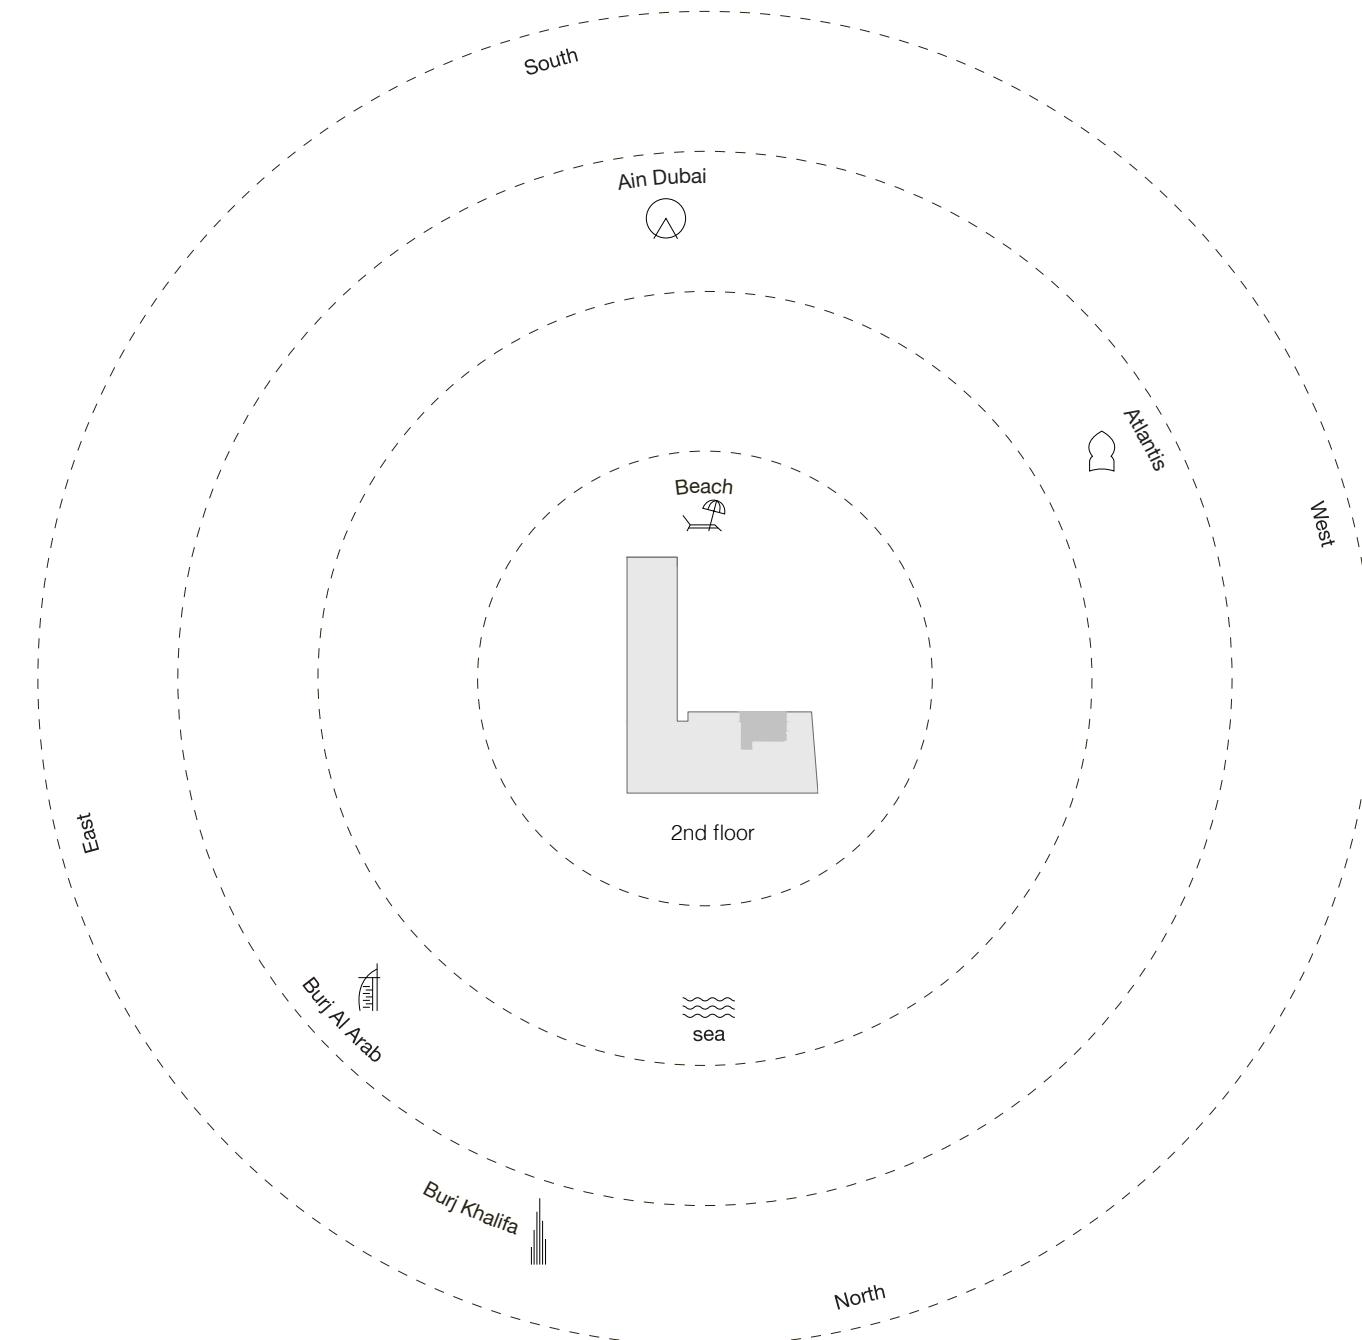 South
Ain Dubai
Atlantis
Beach
West
East
2nd floor
Burj Al Arab
sea
Burj Khalifa
North